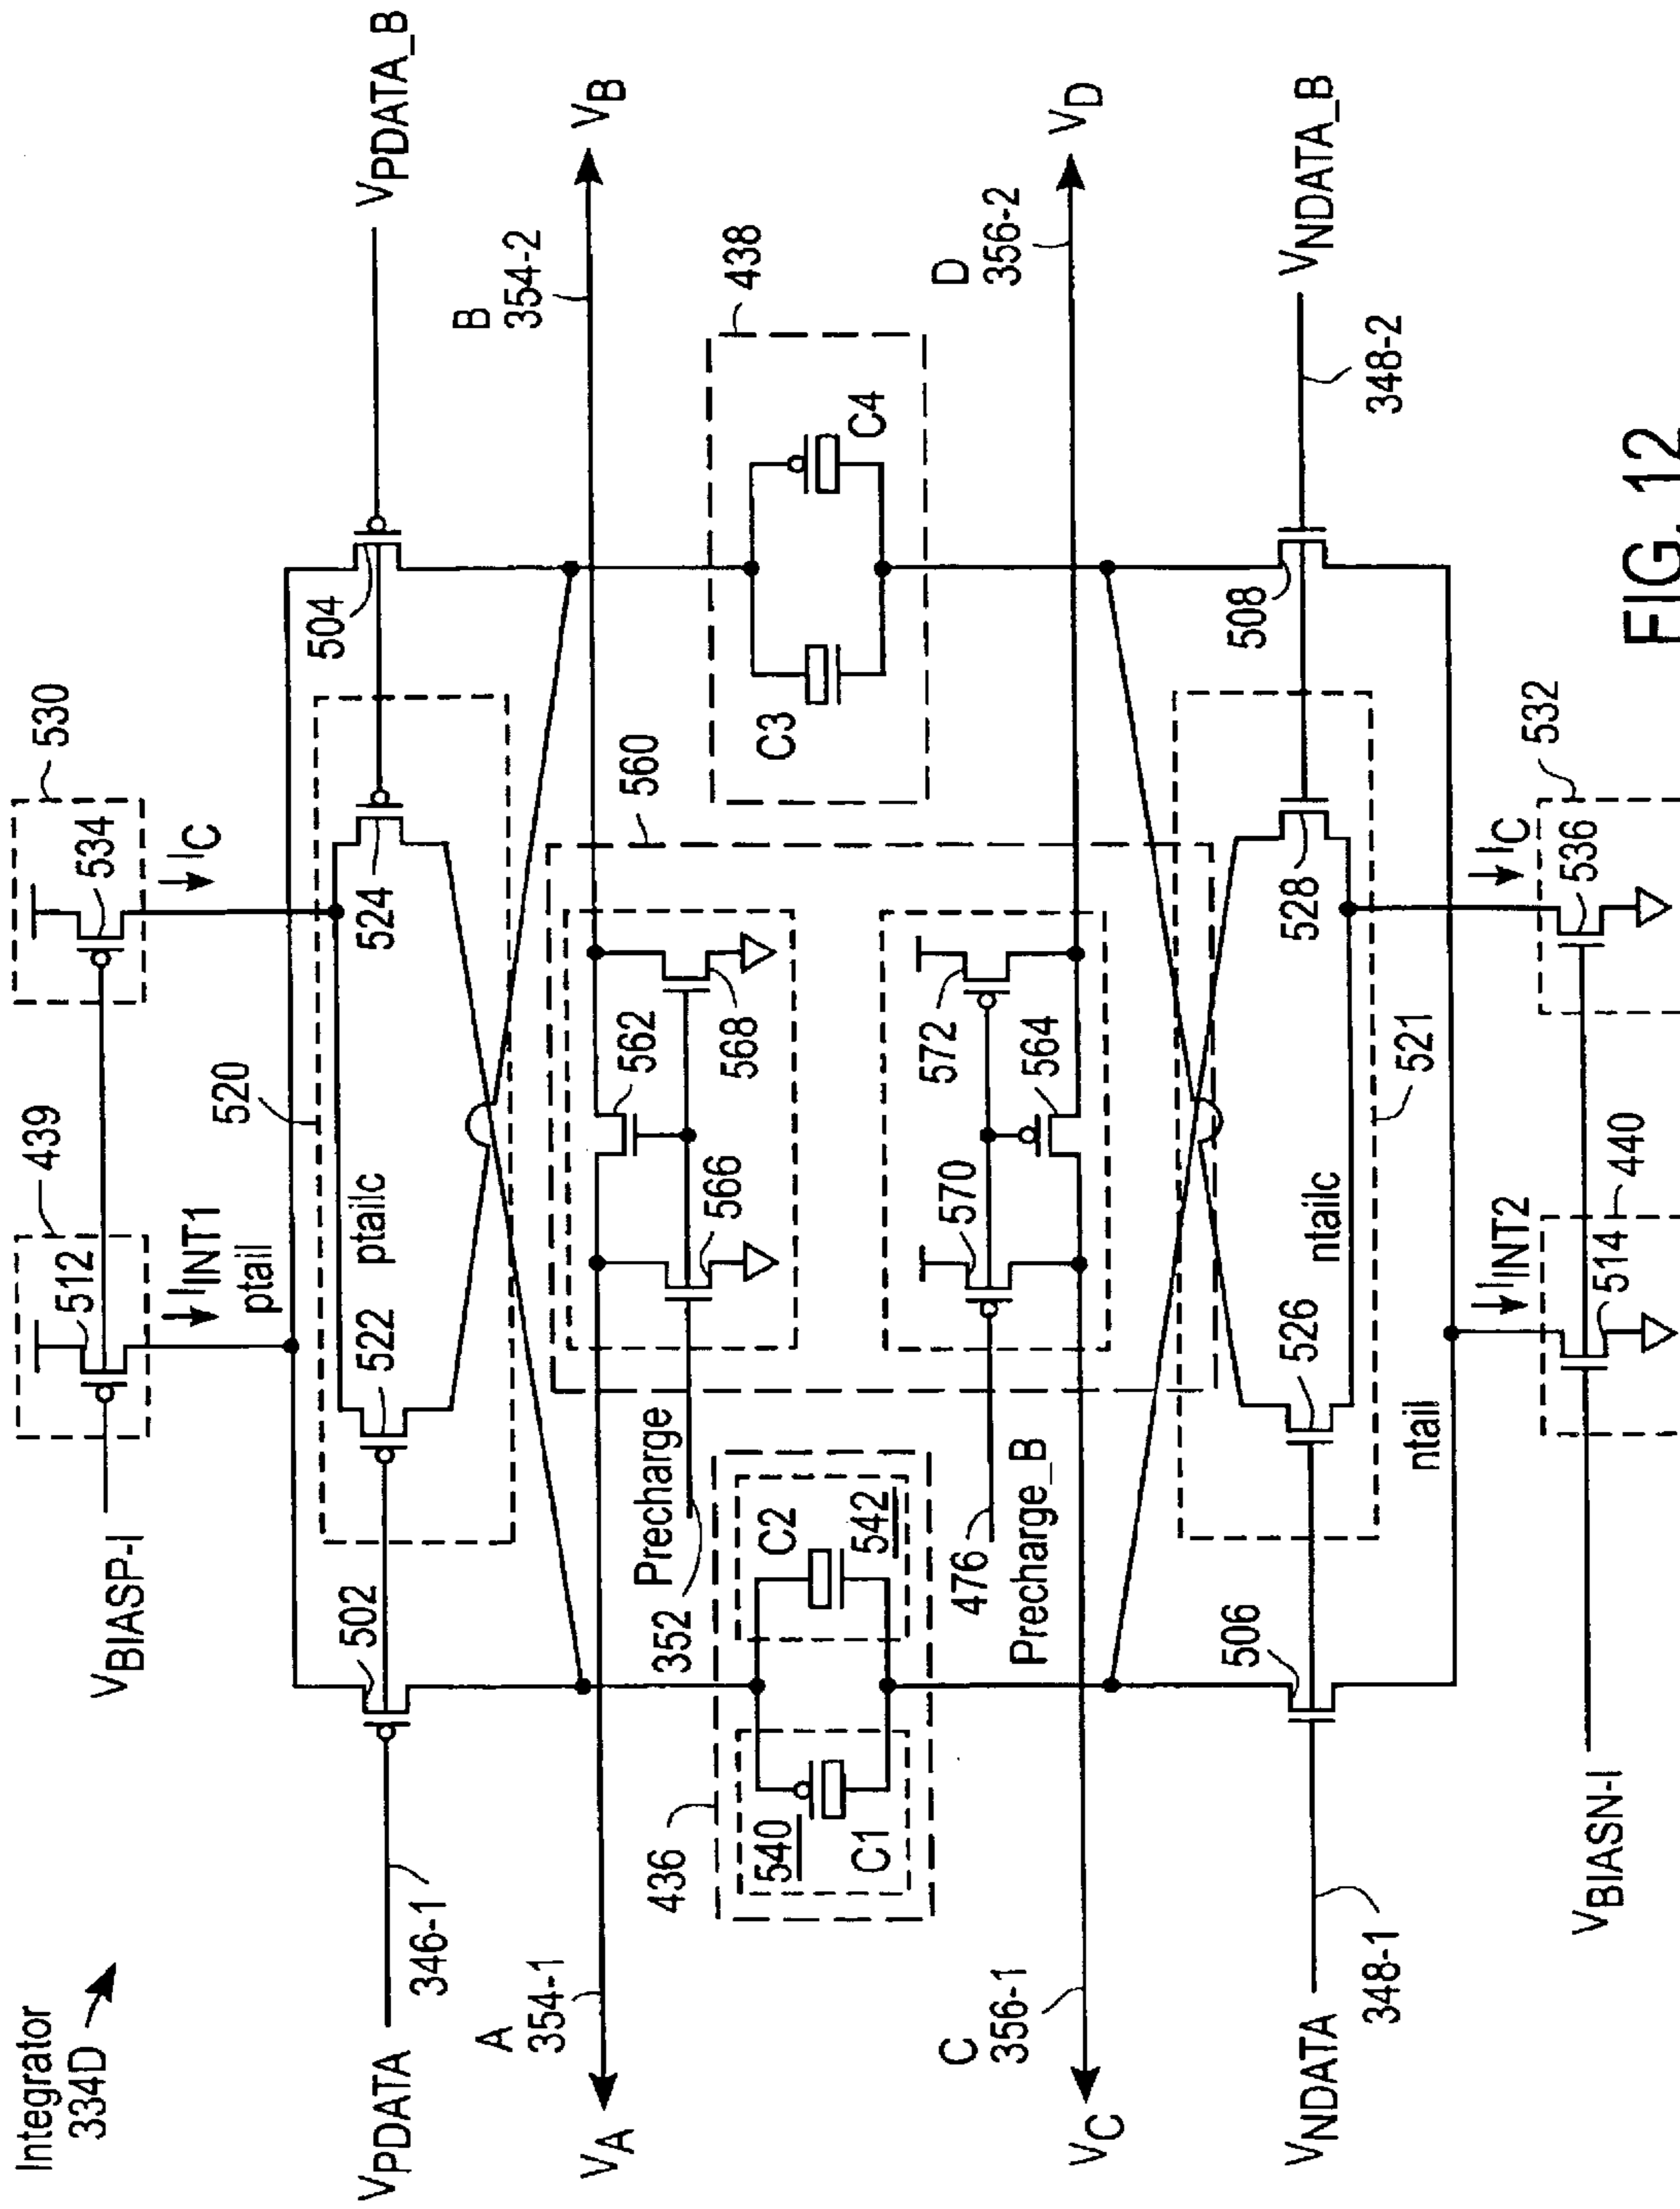 Integrator
334D
VBIASP-I
439
512
IINT1
ptail
530
534
IC
VPDATA
346-1
502
520
522
ptailc
524
504
VPDATA_B
A
354-1
VA
B
354-2
VB
Precharge
352
562
566
568
560
436
540
C1
C2
542
438
C3
C4
476
Precharge_B
570
572
564
C
356-1
VC
D
356-2
VD
VNDATA
348-1
506
526
ntailc
528
521
508
348-2
VNDATA_B
ntail
IINT2
440
514
IC
532
536
VBIASN-I
FIG. 12